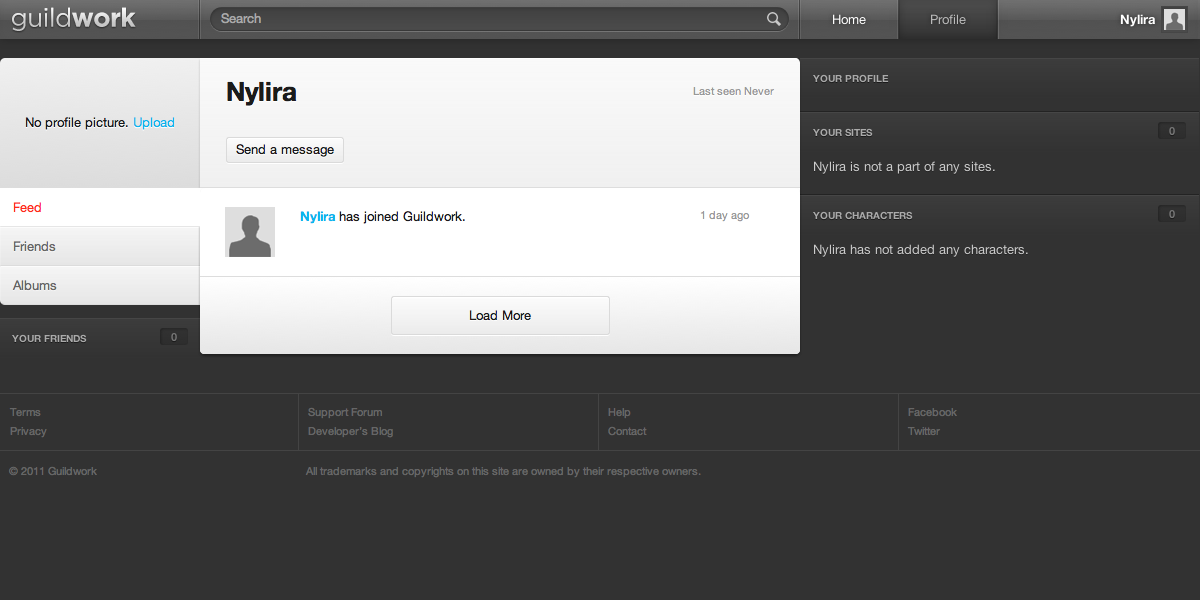 guildwork
Search
Home
Profile
Nylira
No profile picture. Upload
Feed
Friends
Albums
YOUR FRIENDS
0
Nylira
Last seen Never
Send a message
Nylira has joined Guildwork.
1 day ago
Load More
YOUR PROFILE
YOUR SITES
0
Nylira is not a part of any sites.
YOUR CHARACTERS
0
Nylira has not added any characters.
Terms
Privacy
Support Forum
Developer's Blog
Help
Contact
Facebook
Twitter
© 2011 Guildwork
All trademarks and copyrights on this site are owned by their respective owners.